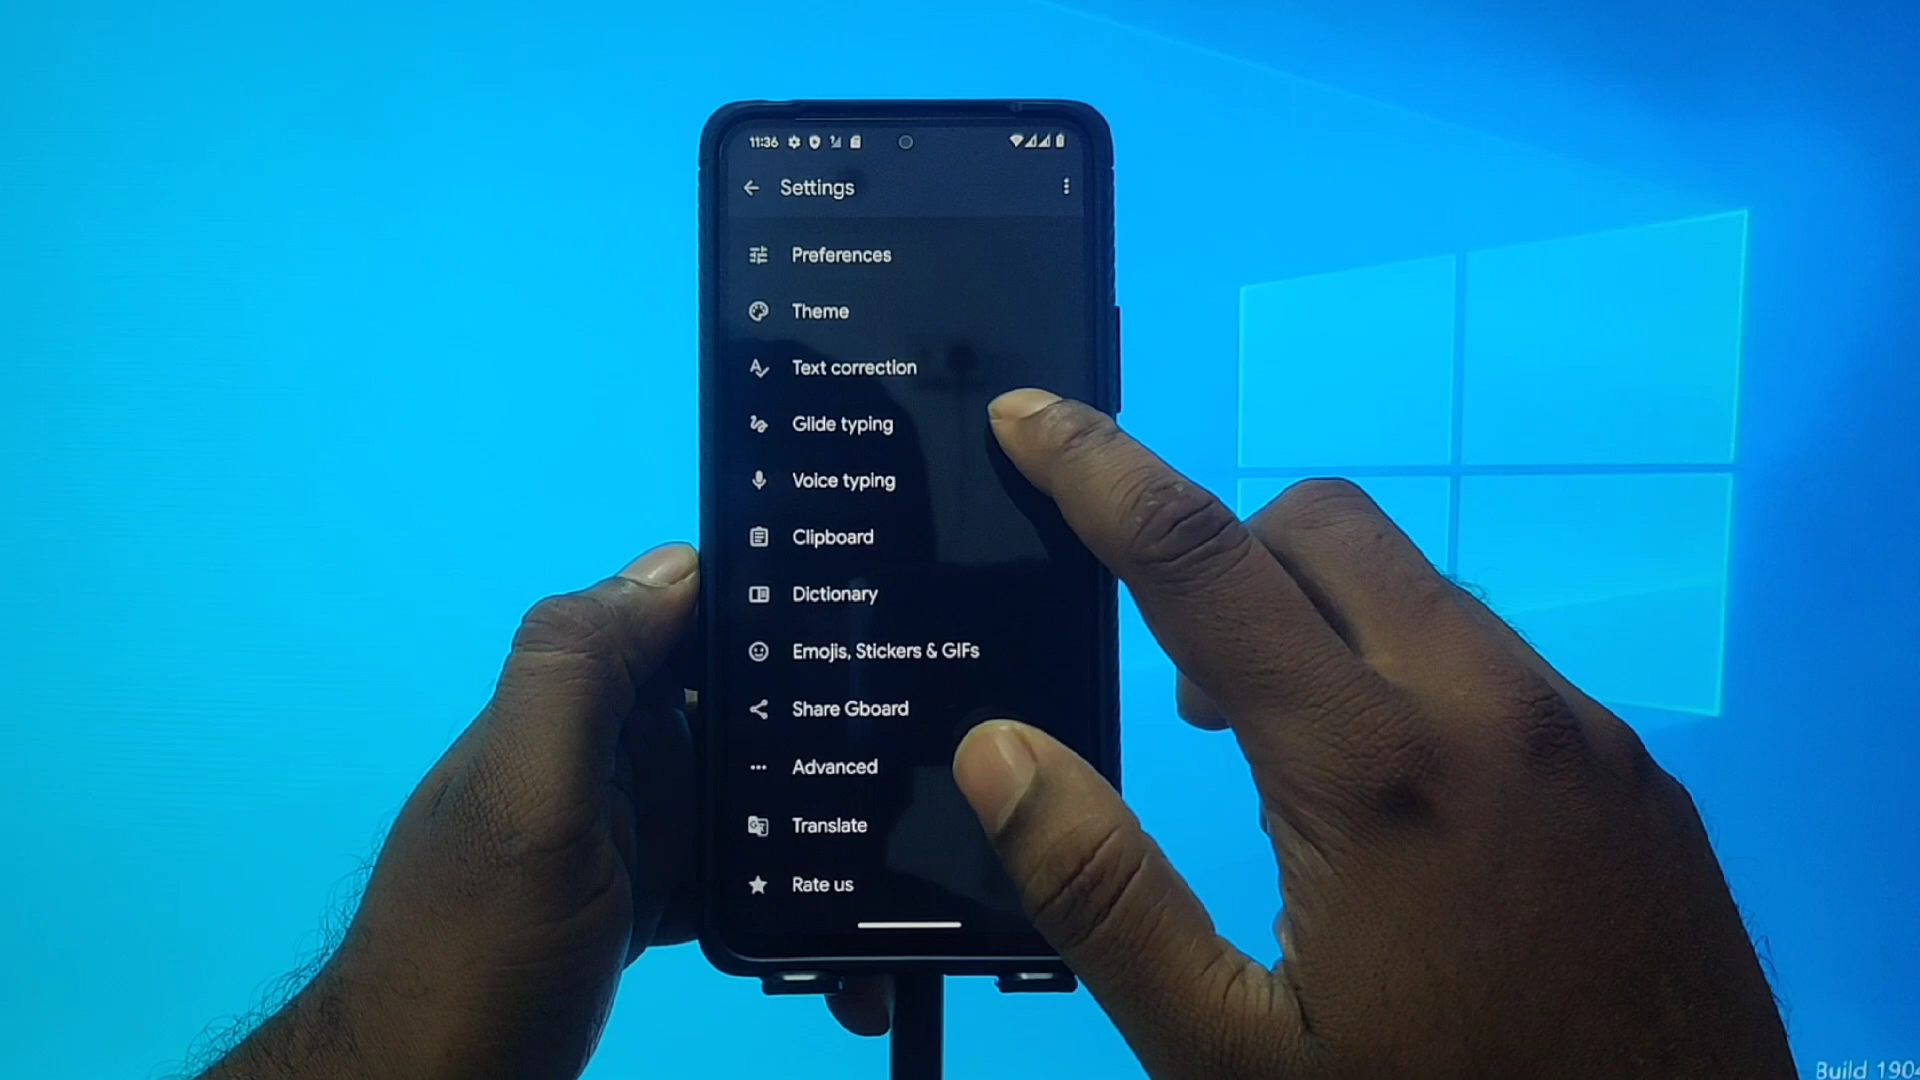 11:36
Settings
Preferences
Theme
Text correction
Glide typing
Voice typing
Clipboard
Dictionary
Emojis, Stickers & GIFs
Share Gboard
Advanced
Translate
Rate us
Build 1904